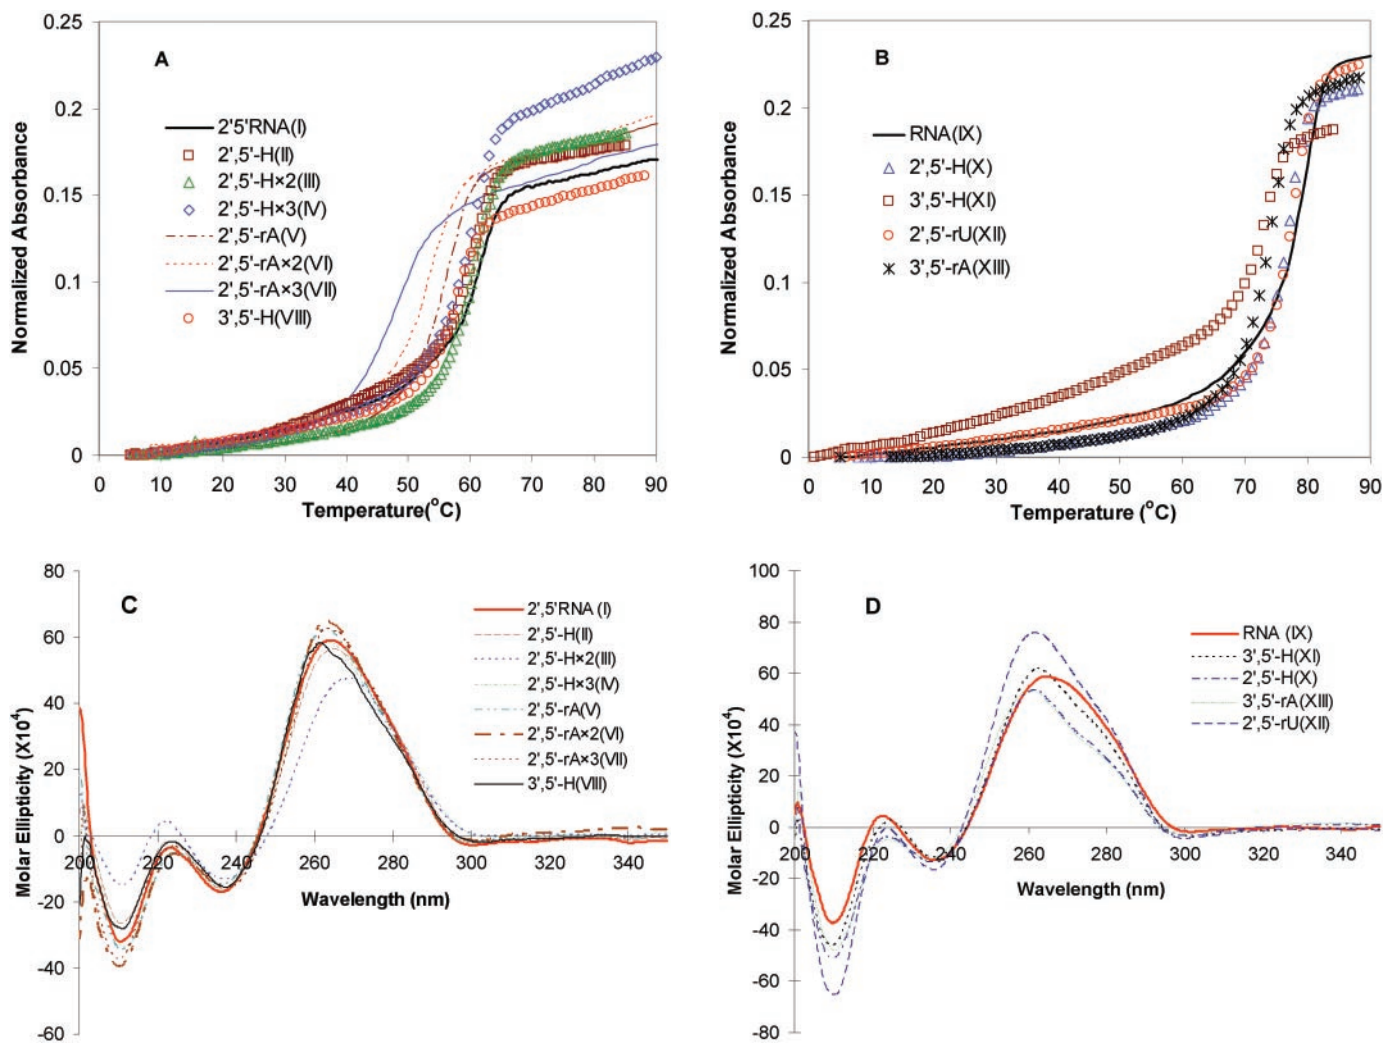 A
Normalized Absorbance
0.25
0.2
0.15
0.1
0.05
0
2'5'RNA(I)
2',5'-H(II)
2',5'-H×2(III)
2',5'-H×3(IV)
2',5'-rA(V)
2',5'-rA×2(VI)
2',5'-rA×3(VII)
3',5'-H(VIII)
0 10 20 30 40 50 60 70 80 90
Temperature(°C)
B
Normalized Absorbance
0.25
0.2
0.15
0.1
0.05
0
RNA(IX)
2',5'-H(X)
3',5'-H(XI)
2',5'-rU(XII)
3',5'-rA(XIII)
0 10 20 30 40 50 60 70 80 90
Temperature (°C)
C
Molar Ellipticity (X10⁴)
80
60
40
20
0
-20
-40
-60
2',5'RNA (I)
2',5'-H(II)
2',5'-H×2(III)
2',5'-H×3(IV)
2',5'-rA(V)
2',5'-rA×2(VI)
2',5'-rA×3(VII)
3',5'-H(VIII)
200 220 240 260 280 300 320 340
Wavelength (nm)
D
Molar Ellipticity (X10⁴)
100
80
60
40
20
0
-20
-40
-60
-80
RNA (IX)
3',5'-H(XI)
2',5'-H(X)
3',5'-rA(XIII)
2',5'-rU(XII)
200 220 240 260 280 300 320 340
Wavelength (nm)